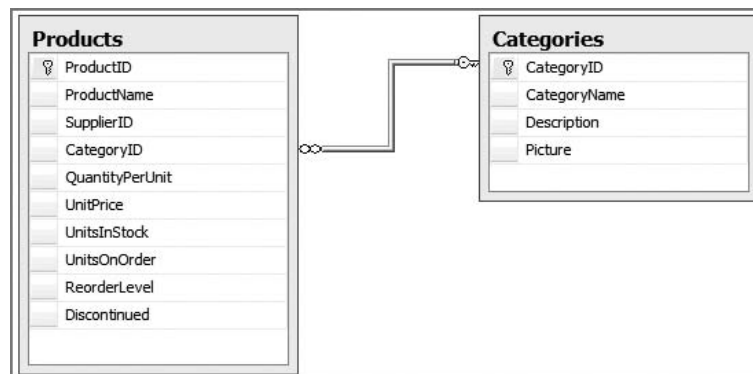 Products
ProductID
ProductName
SupplierID
CategoryID
QuantityPerUnit
UnitPrice
UnitsInStock
UnitsOnOrder
ReorderLevel
Discontinued
Categories
CategoryID
CategoryName
Description
Picture